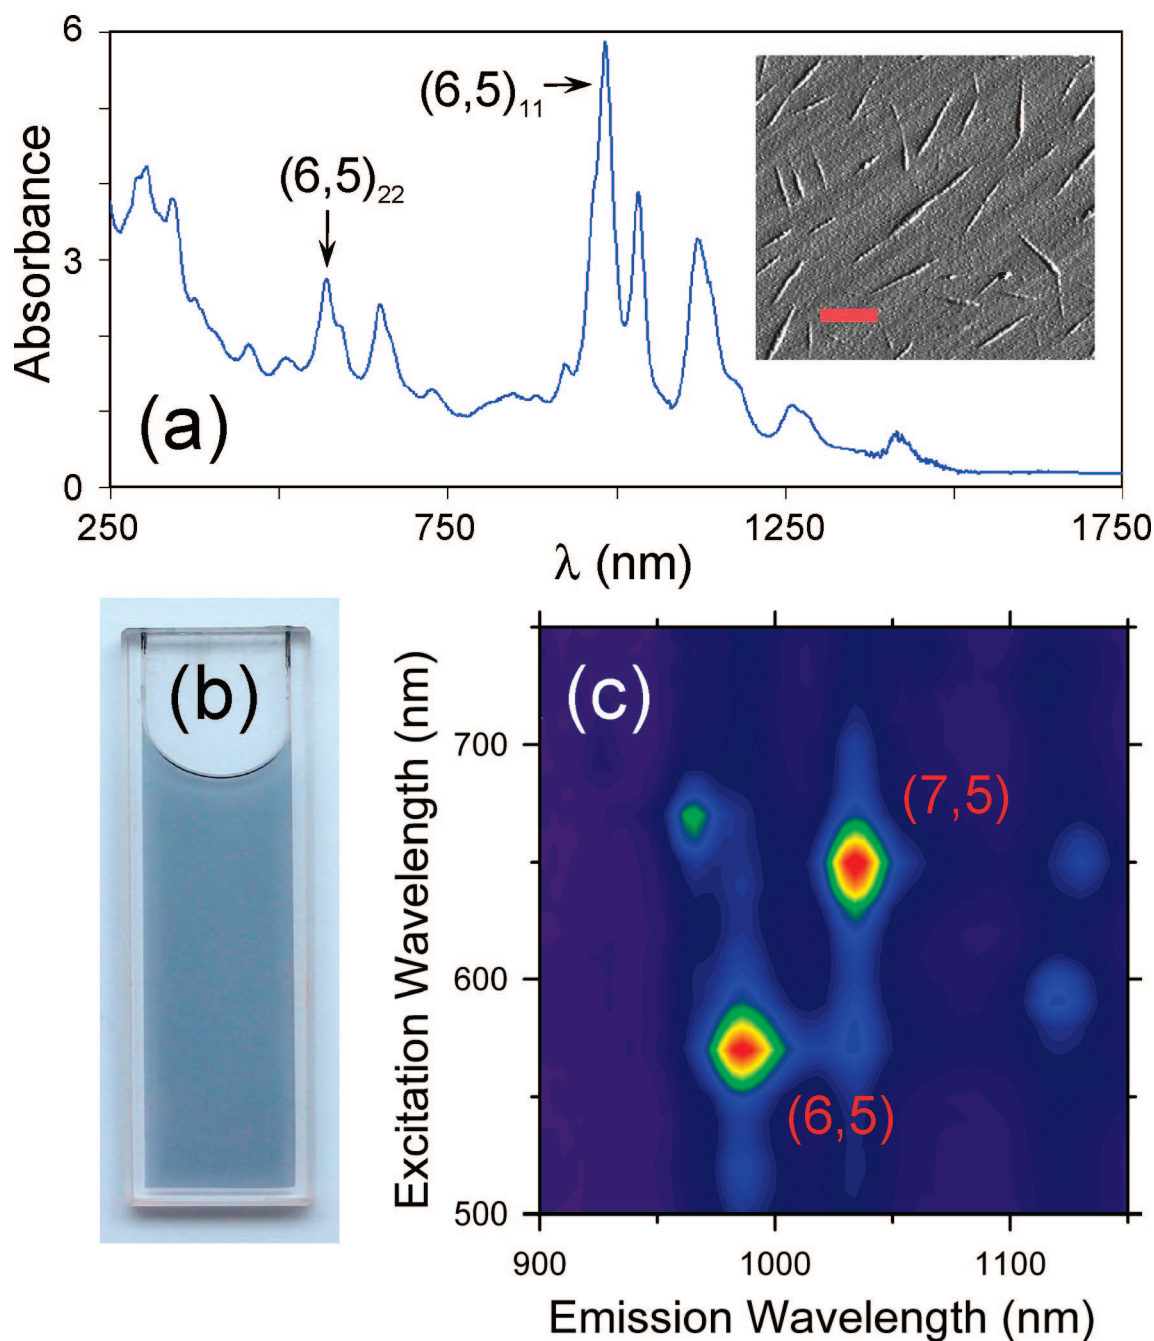 6
3
0
Absorbance
(6,5)22
(6,5)11
(a)
250
750
1250
1750
λ (nm)
(b)
(c)
700
600
500
Excitation Wavelength (nm)
(7,5)
(6,5)
900
1000
1100
Emission Wavelength (nm)